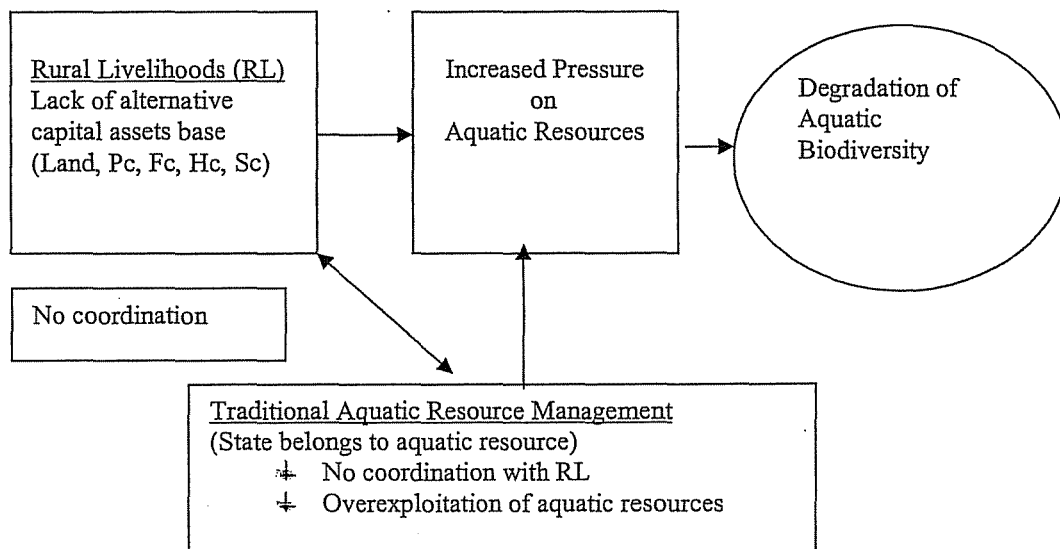 Rural Livelihoods (RL)
Lack of alternative
capital assets base
(Land, Pc, Fc, Hc, Sc)
Increased Pressure
on
Aquatic Resources
Degradation of
Aquatic
Biodiversity
No coordination
Traditional Aquatic Resource Management
(State belongs to aquatic resource)
No coordination with RL
Overexploitation of aquatic resources